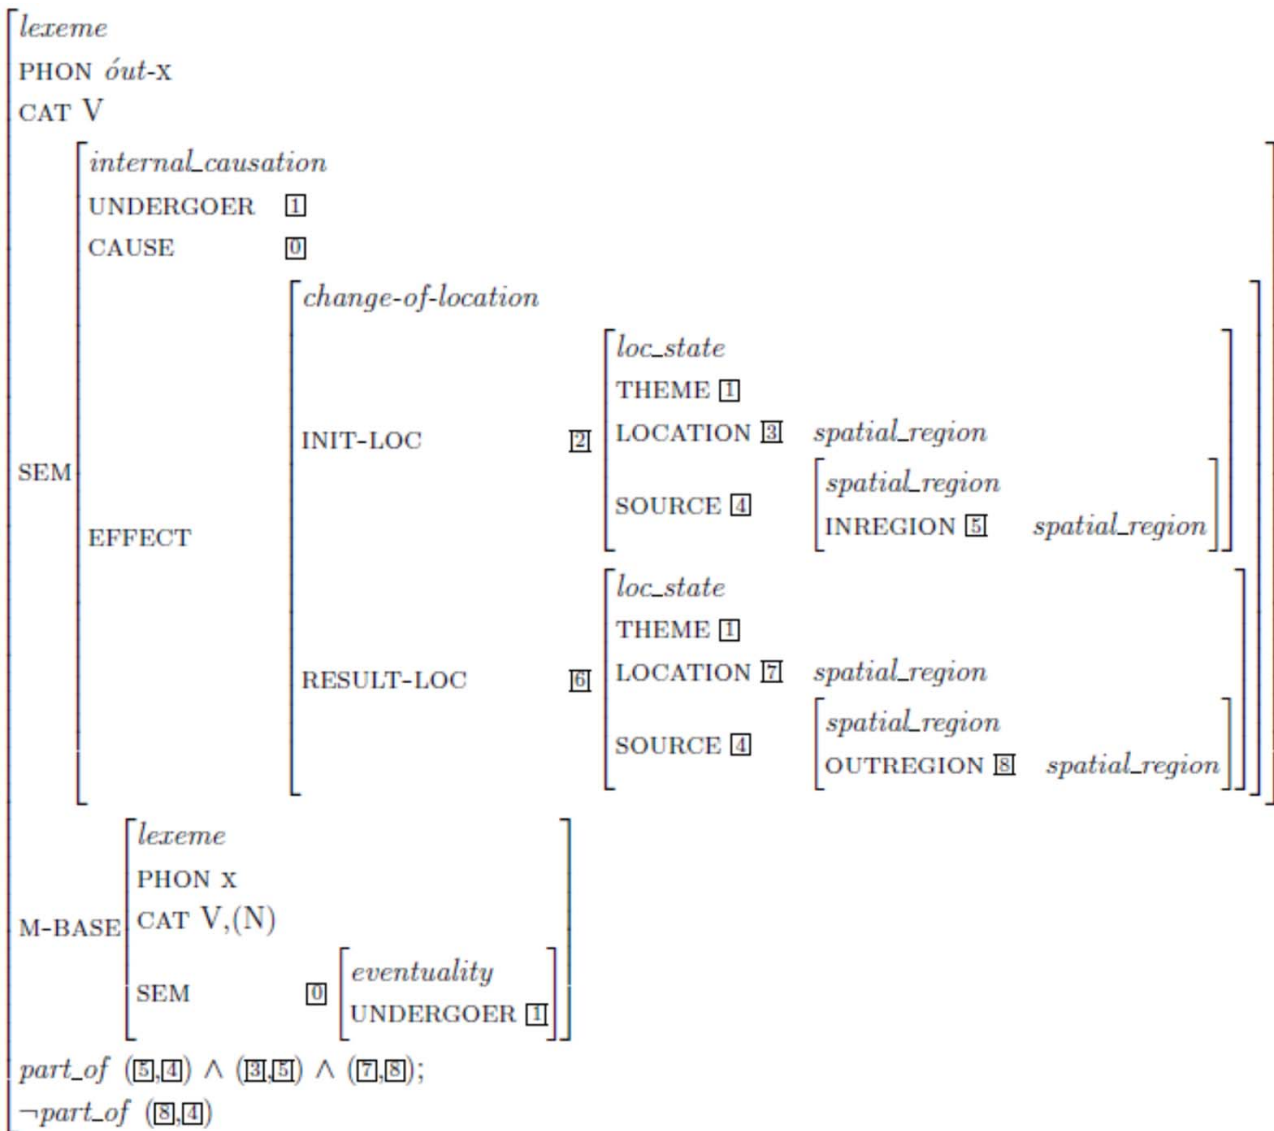 lexeme
PHON óut-X
CAT V
internal_causation
UNDERGOER 1
CAUSE 0
change-of-location
loc_state
THEME 1
INIT-LOC 2 LOCATION 3 spatial_region
SEM
SOURCE 4 spatial_region
INREGION 5 spatial_region
EFFECT
loc_state
THEME 1
RESULT-LOC 6 LOCATION 7 spatial_region
SOURCE 4 spatial_region
OUTREGION 8 spatial_region
lexeme
PHON X
M-BASE CAT V,(N)
SEM 0 eventuality
UNDERGOER 1
part_of (5,4) ∧ (3,5) ∧ (7,8);
¬part_of (8,4)